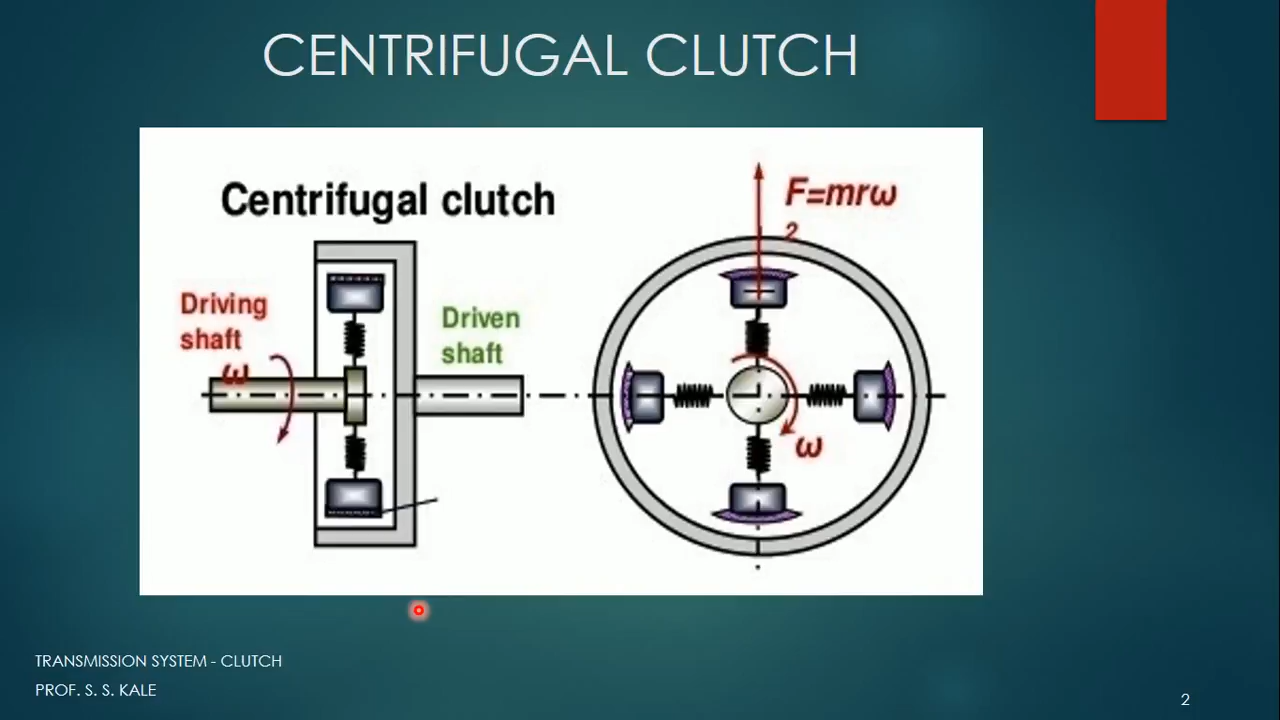 CENTRIFUGAL CLUTCH
Centrifugal clutch
F=mrω
2
Driving
shaft
ω
Driven
shaft
ω
TRANSMISSION SYSTEM - CLUTCH
PROF. S. S. KALE
2